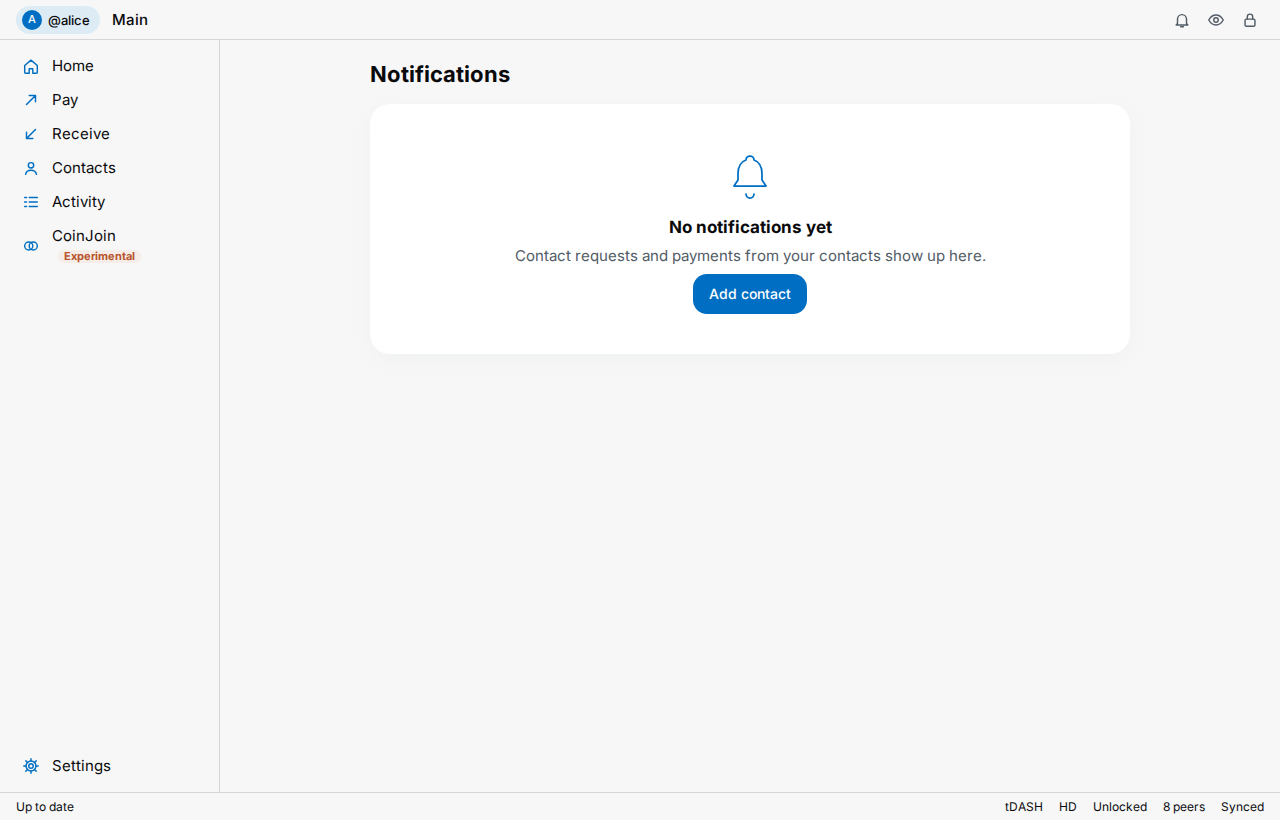 A @alice Main
Home
Pay
Receive
Contacts
Activity
CoinJoin
Experimental
Settings
Notifications
No notifications yet
Contact requests and payments from your contacts show up here.
Add contact
Up to date tDASH HD Unlocked 8 peers Synced